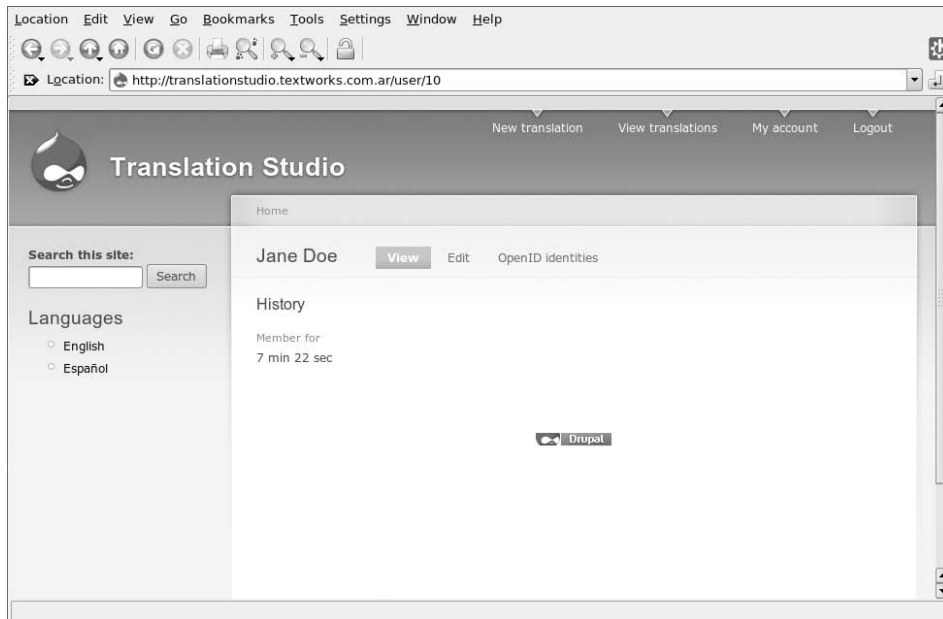 Location Edit View Go Bookmarks Tools Settings Window Help
Location: http://translationstudio.textworks.com.ar/user/10
New translation View translations My account Logout
Translation Studio
Home
Search this site:
Search
Languages
English
Español
Jane Doe View Edit OpenID identities
History
Member for
7 min 22 sec
Drupal